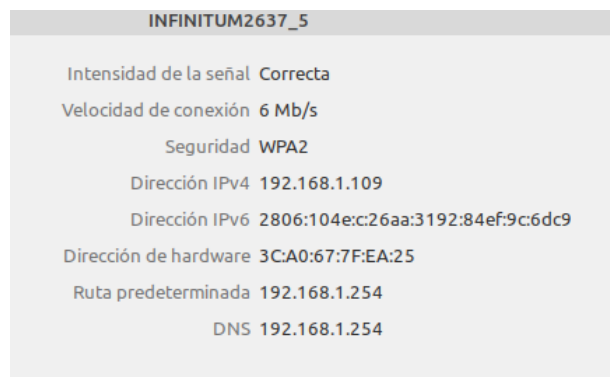 INFINITUM2637_5
Intensidad de la señal Correcta
Velocidad de conexión 6 Mb/s
Seguridad WPA2
Dirección IPv4 192.168.1.109
Dirección IPv6 2806:104e:c:26aa:3192:84ef:9c:6dc9
Dirección de hardware 3C:A0:67:7F:EA:25
Ruta predeterminada 192.168.1.254
DNS 192.168.1.254